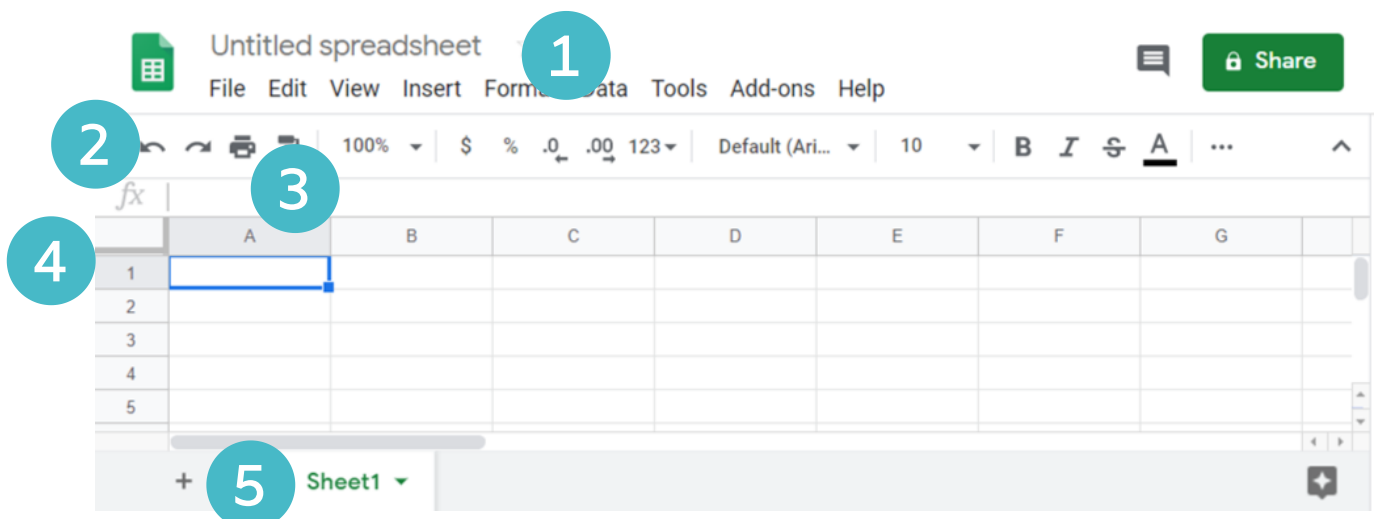 Untitled spreadsheet
1
Share
File Edit View Insert Data Tools Add-ons Help
2
100% $ % .0 .00 123 Default (Ari... 10 B I S A ...
fx
3
A B C D E F G
4
1
2
3
4
5
+ 5 Sheet1